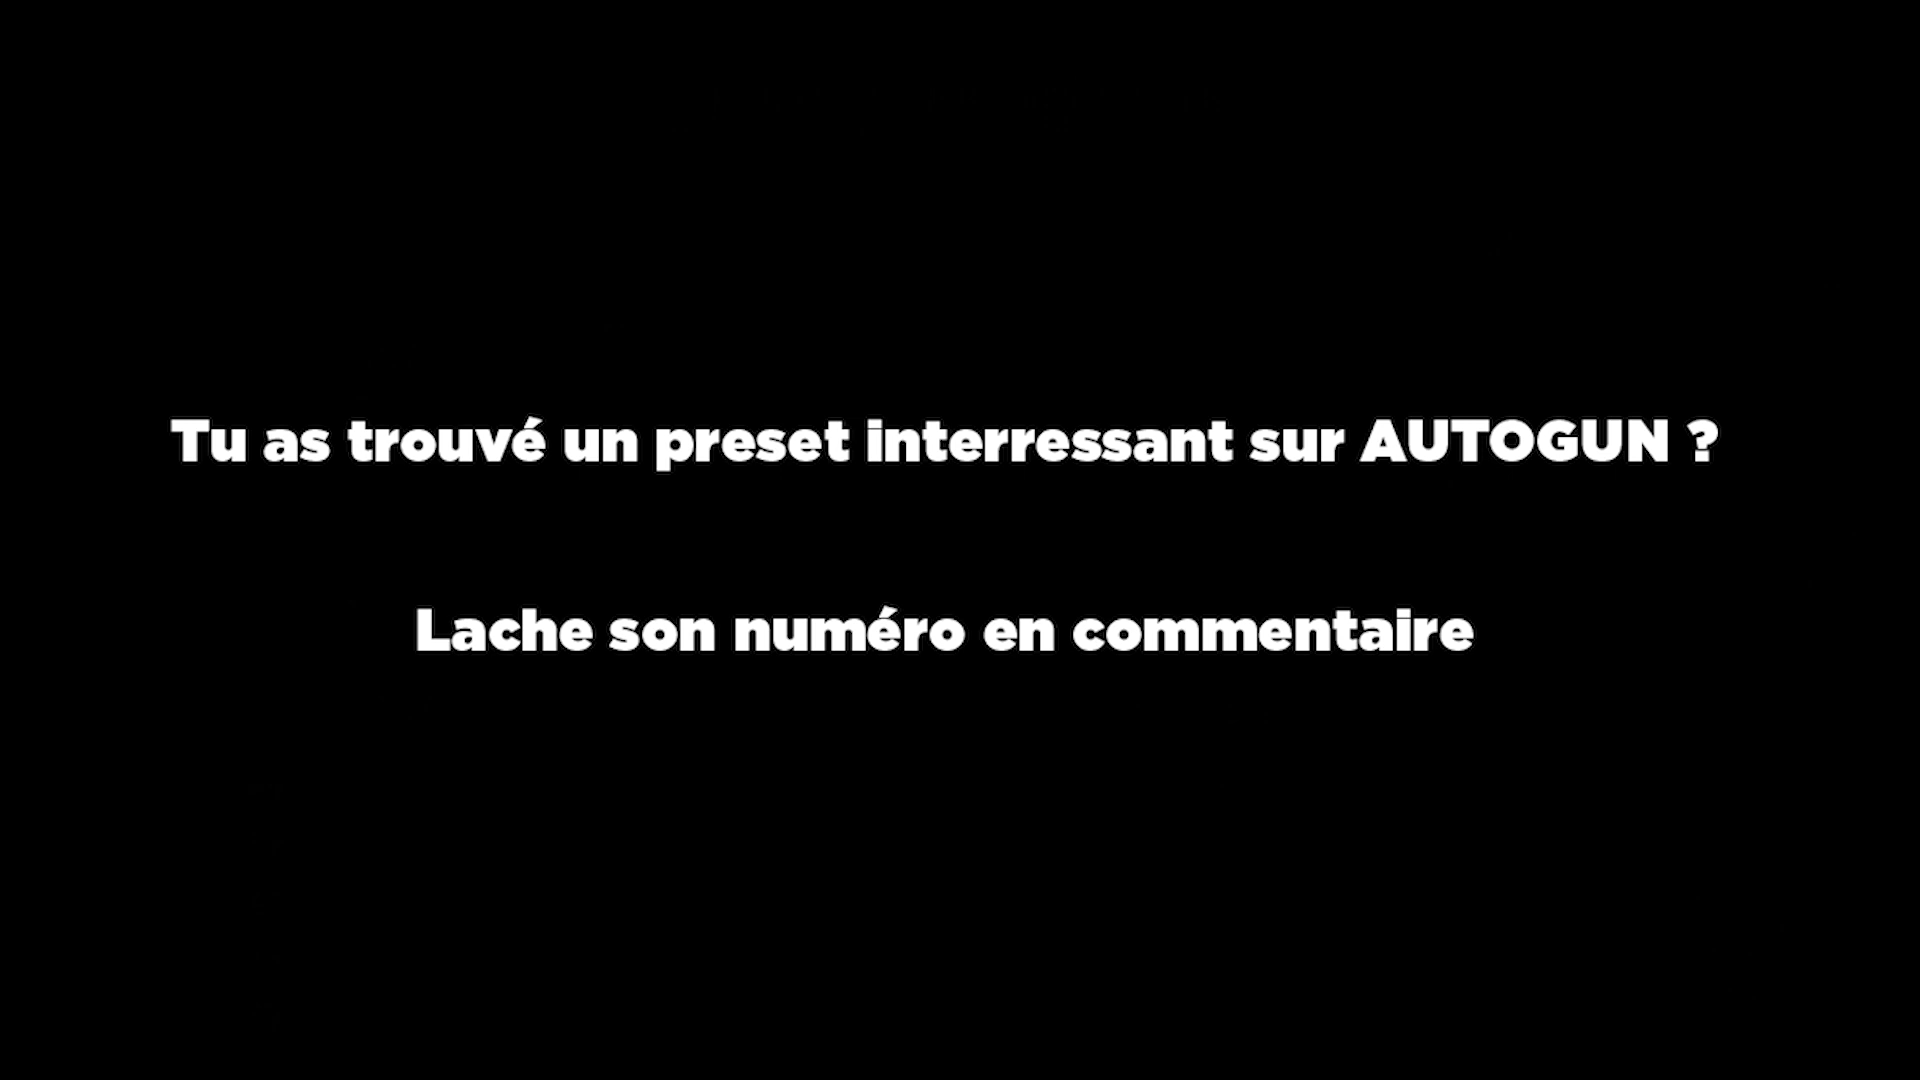 Tu as trouvé un preset interressant sur AUTOGUN ?
Lache son numéro en commentaire